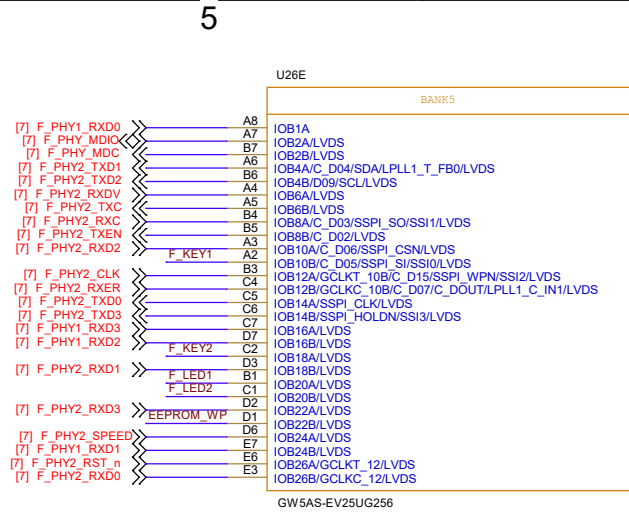 5
U26E
BANK5
[7] F_PHY1_RXD0 A8 IOB1A
[7] F_PHY_MDIO A7 IOB2A/LVDS
[7] F_PHY_MDC B7 IOB2B/LVDS
[7] F_PHY2_TXD1 A6 IOB4A/C_D04/SDA/LPLL1_T_FB0/LVDS
[7] F_PHY2_TXD2 B6 IOB4B/D09/SCL/LVDS
[7] F_PHY2_RXDV A4 IOB6A/LVDS
[7] F_PHY2_TXC A5 IOB6B/LVDS
[7] F_PHY2_RXC B4 IOB8A/C_D03/SSPI_SO/SSI1/LVDS
[7] F_PHY2_TXEN B5 IOB8B/C_D02/LVDS
[7] F_PHY2_RXD2 A3 IOB10A/C_D06/SSPI_CSN/LVDS
F_KEY1 A2 IOB10B/C_D05/SSPI_SI/SSI0/LVDS
[7] F_PHY2_CLK B3 IOB12A/GCLKT_10B/C_D15/SSPI_WPN/SSI2/LVDS
[7] F_PHY2_RXER C4 IOB12B/GCLKC_10B/C_D07/C_DOUT/LPLL1_C_IN1/LVDS
[7] F_PHY2_TXD0 C5 IOB14A/SSPI_CLK/LVDS
[7] F_PHY2_TXD3 C6 IOB14B/SSPI_HOLDN/SSI3/LVDS
[7] F_PHY1_RXD3 C7 IOB16A/LVDS
[7] F_PHY1_RXD2 D7 IOB16B/LVDS
F_KEY2 C2 IOB18A/LVDS
[7] F_PHY2_RXD1 D3 IOB18B/LVDS
F_LED1 B1 IOB20A/LVDS
F_LED2 C1 IOB20B/LVDS
[7] F_PHY2_RXD3 D2 IOB22A/LVDS
EEPROM_WP D1 IOB22B/LVDS
[7] F_PHY2_SPEED D6 IOB24A/LVDS
[7] F_PHY1_RXD1 E7 IOB24B/LVDS
[7] F_PHY2_RST_n E6 IOB26A/GCLKT_12/LVDS
[7] F_PHY2_RXD0 E3 IOB26B/GCLKC_12/LVDS
GW5AS-EV25UG256